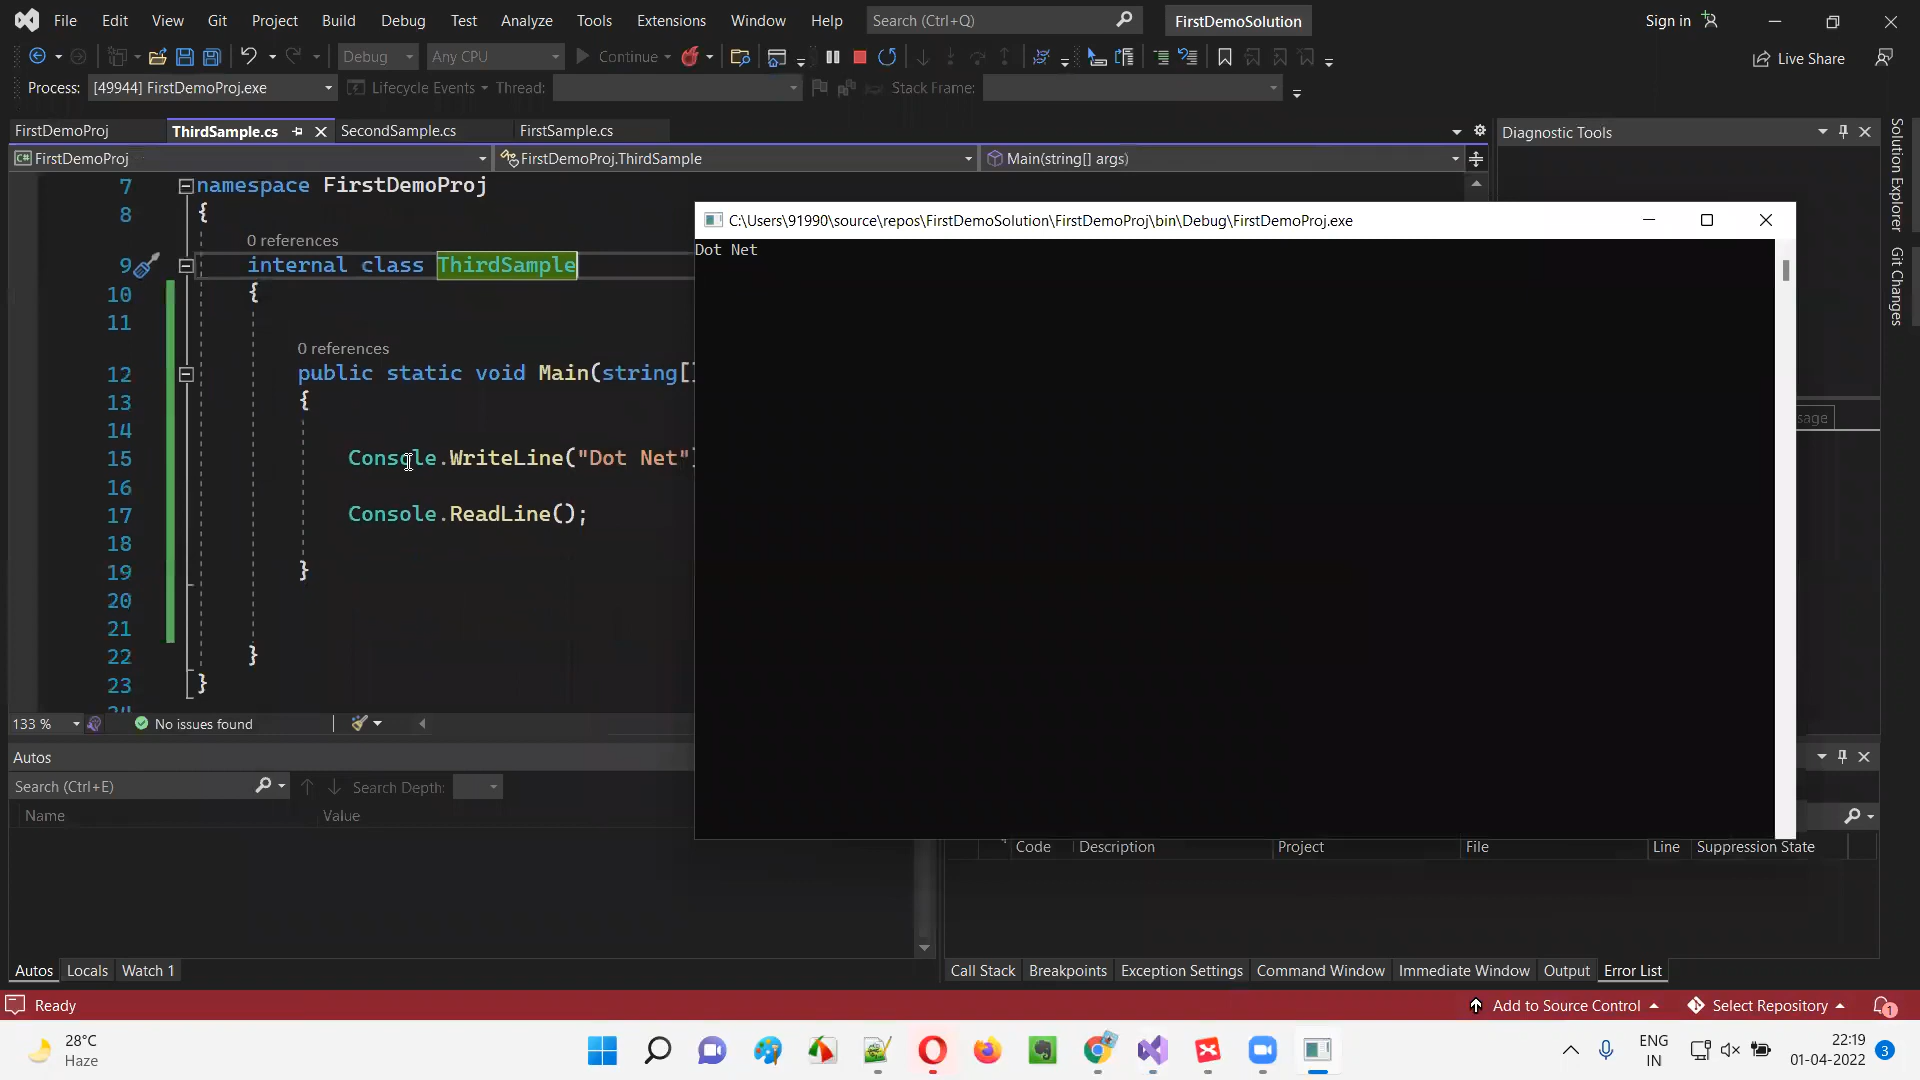 File Edit View Git Project Build Debug Test Analyze Tools Extensions Window Help Search (Ctrl+Q) FirstDemoSolution Sign in
Debug Any CPU Continue Live Share
Process: [49944] FirstDemoProj.exe Lifecycle Events Thread: Stack Frame:
FirstDemoProj ThirdSample.cs SecondSample.cs FirstSample.cs Diagnostic Tools
C# FirstDemoProj FirstDemoProj.ThirdSample Main(string[] args)
Solution Explorer
Git Changes
7 namespace FirstDemoProj
8 {
0 references
9 internal class ThirdSample
10 {
11
0 references
12 public static void Main(string[]
13 {
14
15 Console.WriteLine("Dot Net")
16
17 Console.ReadLine();
18
19 }
20
21
22 }
23 }
C:\Users\91990\source\repos\FirstDemoSolution\FirstDemoProj\bin\Debug\FirstDemoProj.exe
Dot Net
133 % No issues found
Autos
Search (Ctrl+E) Search Depth:
Name Value
Code Description Project File Line Suppression State
Autos Locals Watch 1
Call Stack Breakpoints Exception Settings Command Window Immediate Window Output Error List
Ready Add to Source Control Select Repository 1
28°C
Haze
ENG
IN
22:19
01-04-2022
3